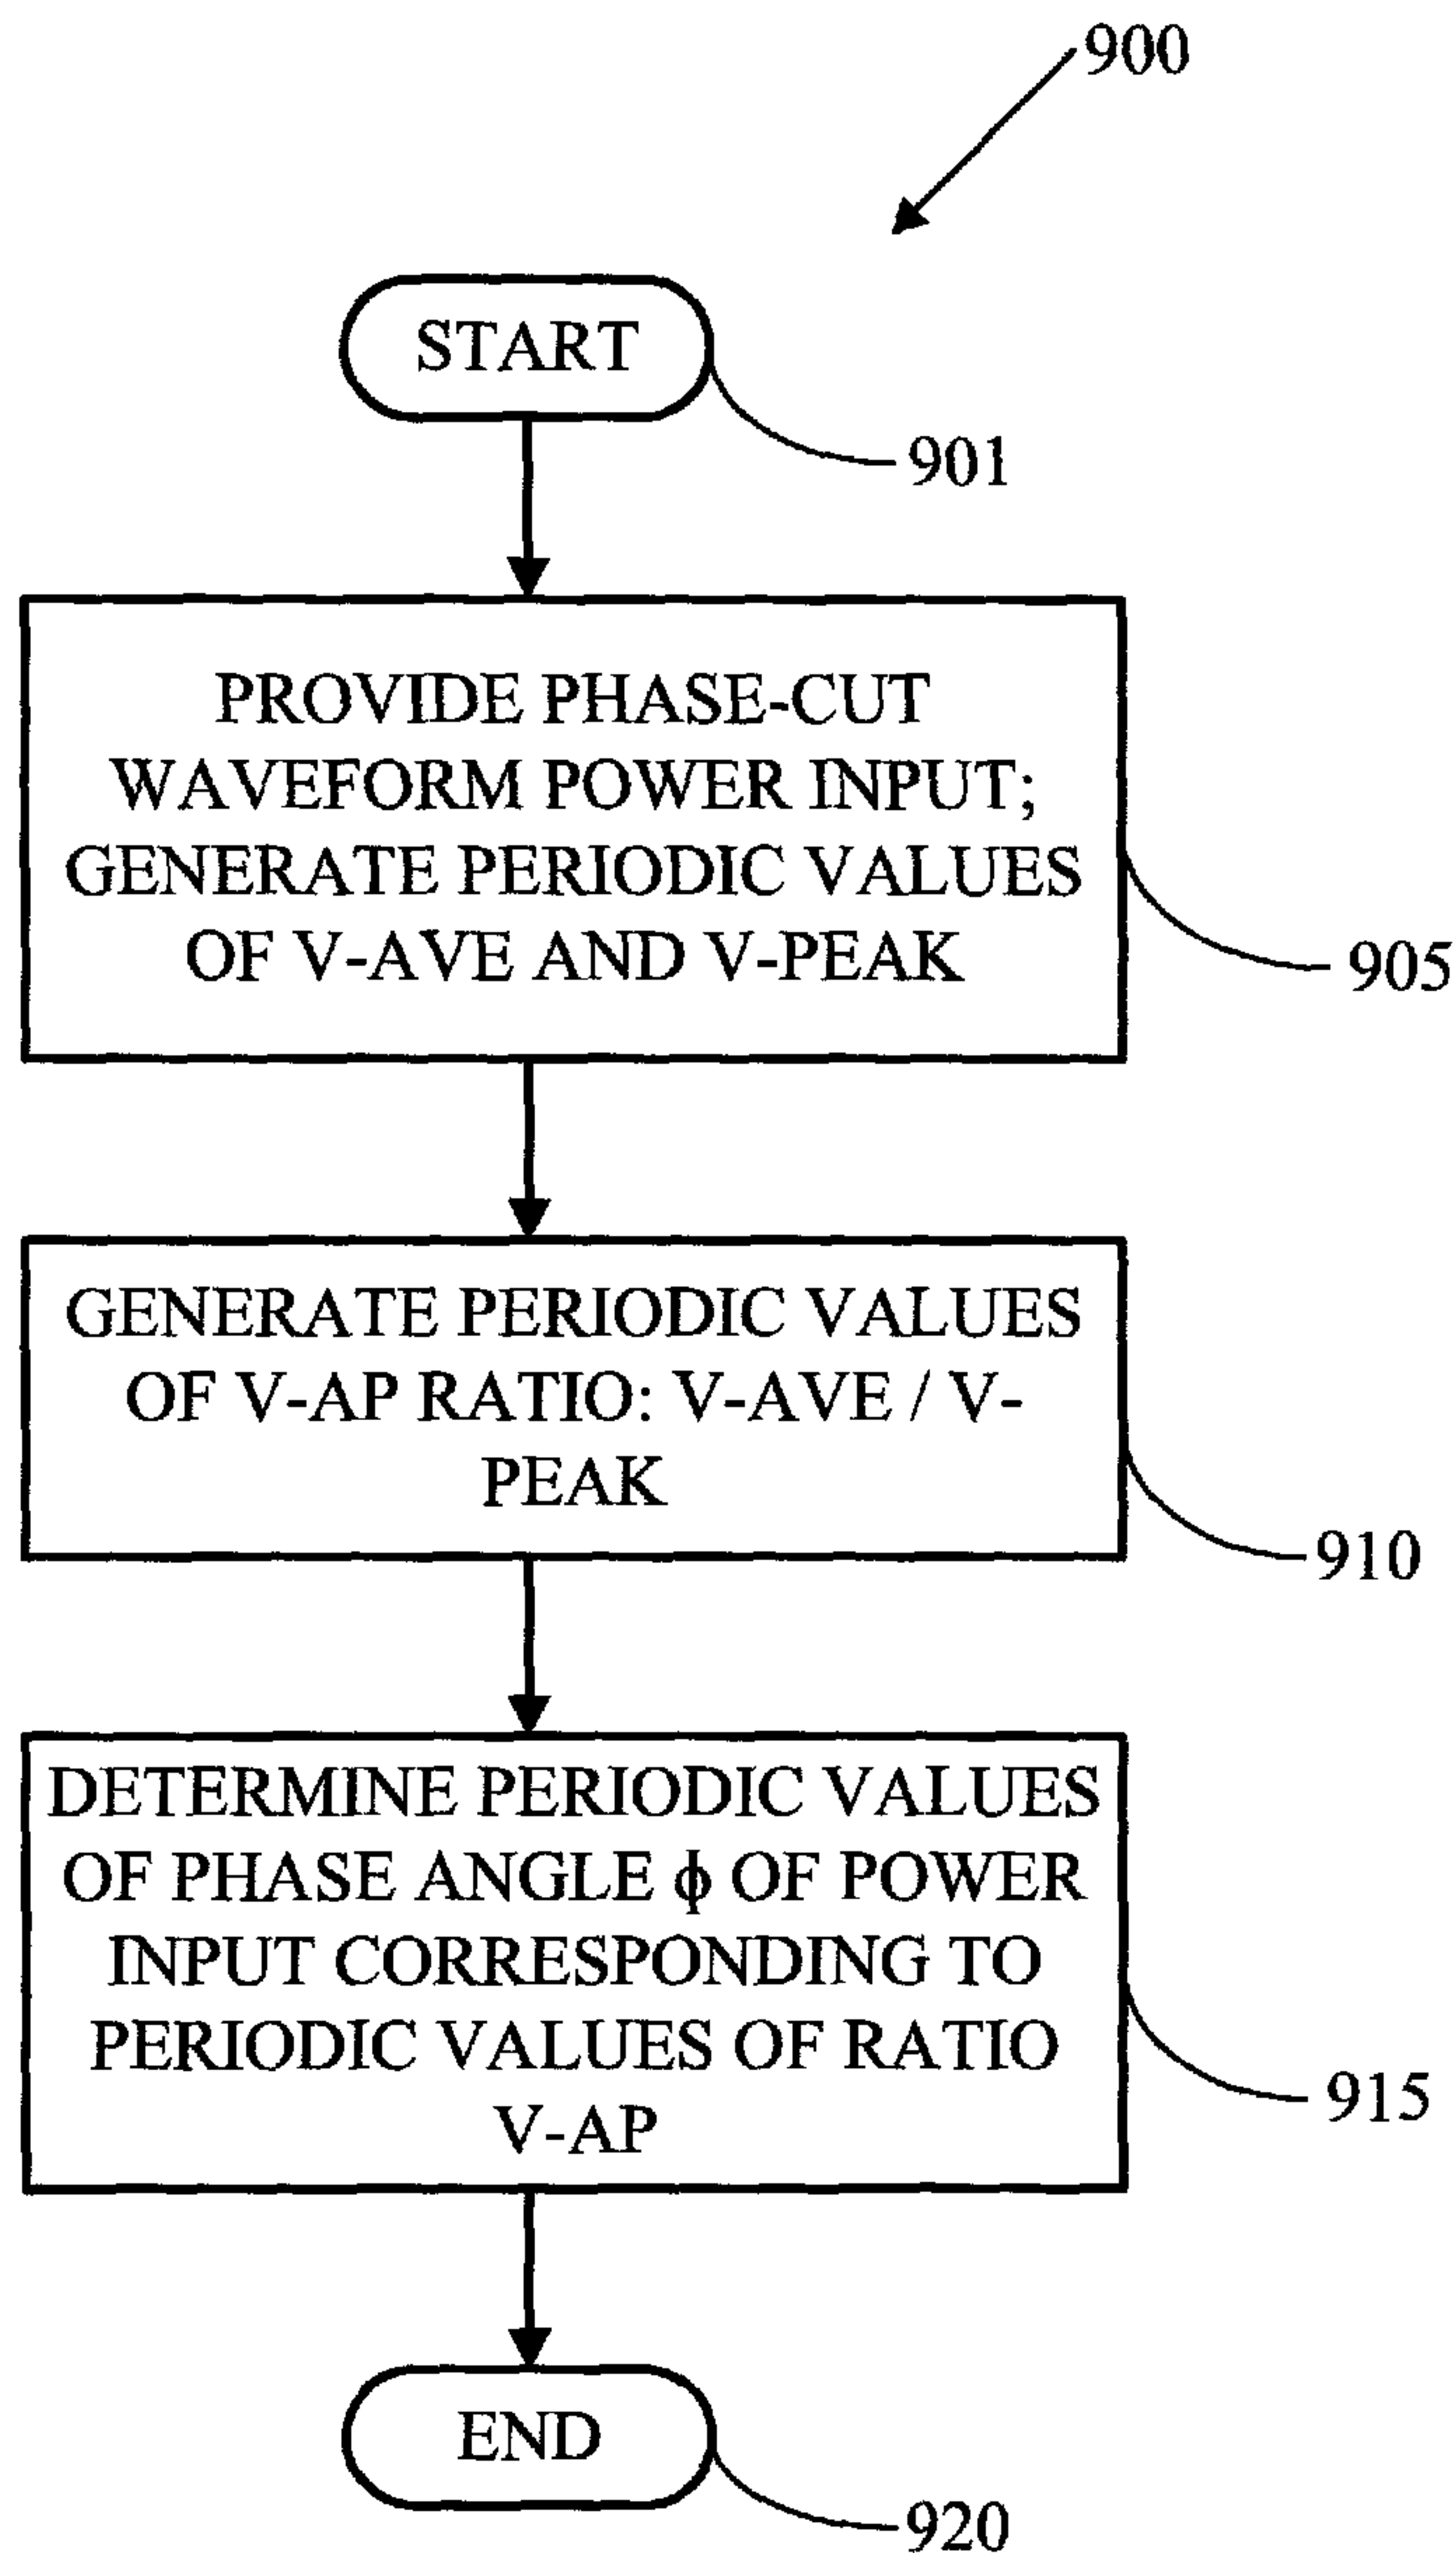 900
START
901
PROVIDE PHASE-CUT
WAVEFORM POWER INPUT;
GENERATE PERIODIC VALUES
OF V-AVE AND V-PEAK
905
GENERATE PERIODIC VALUES
OF V-AP RATIO: V-AVE / V-
PEAK
910
DETERMINE PERIODIC VALUES
OF PHASE ANGLE ϕ OF POWER
INPUT CORRESPONDING TO
PERIODIC VALUES OF RATIO
V-AP
915
END
920